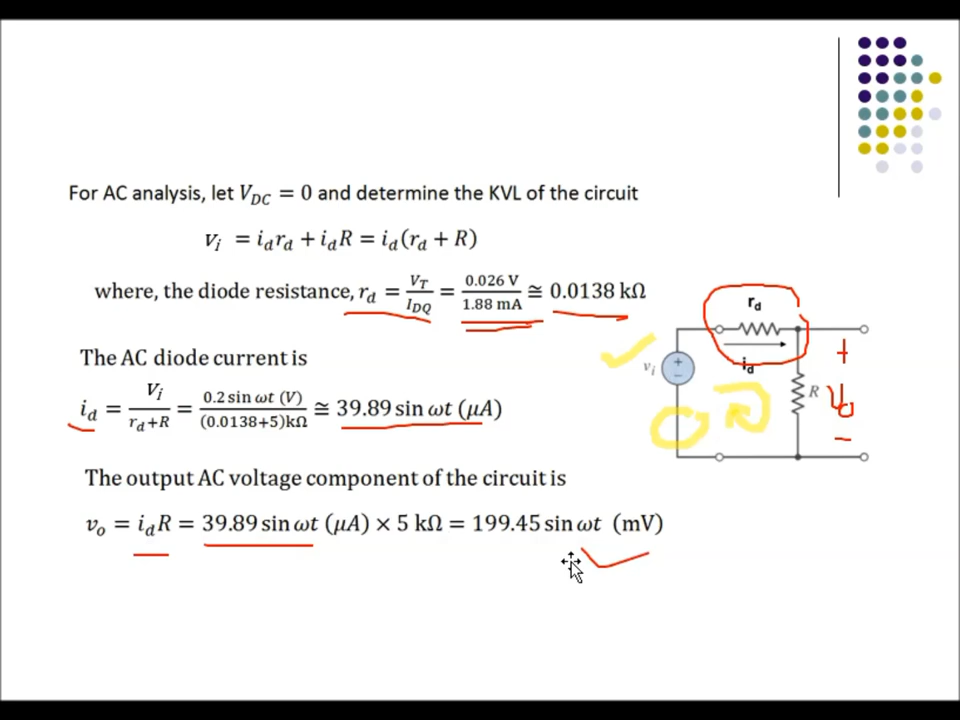 For AC analysis, let V_DC = 0 and determine the KVL of the circuit
v_i = i_d r_d + i_d R = i_d (r_d + R)
where, the diode resistance, r_d = V_T/I_DQ = 0.026 V/1.88 mA ≅ 0.0138 kΩ
The AC diode current is
i_d = V_i/(r_d+R) = 0.2 sin ωt (V)/(0.0138+5)kΩ ≅ 39.89 sin ωt (μA)
The output AC voltage component of the circuit is
v_o = i_d R = 39.89 sin ωt (μA) × 5 kΩ = 199.45 sin ωt (mV)
r_d
i_d
v_i
+
−
R
+
V_o
−